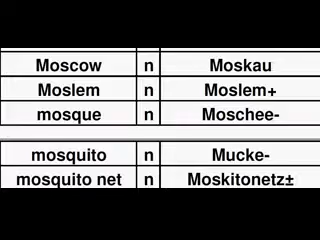 Moscow n Moskau
Moslem n Moslem+
mosque n Moschee-
mosquito n Mucke-
mosquito net n Moskitonetz±